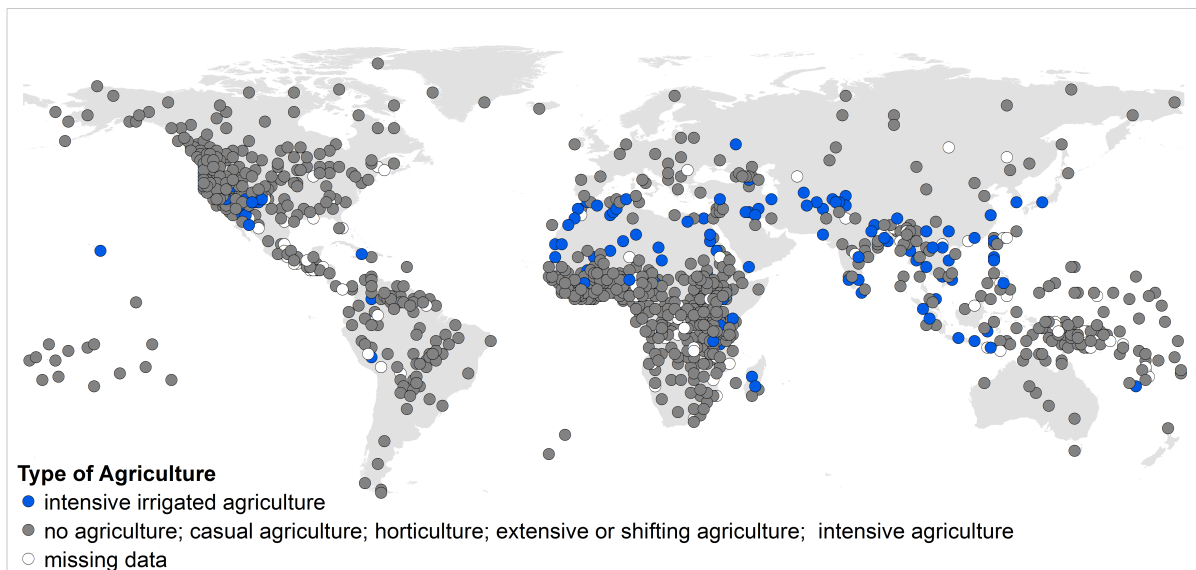 Type of Agriculture
intensive irrigated agriculture
no agriculture; casual agriculture; horticulture; extensive or shifting agriculture; intensive agriculture
missing data